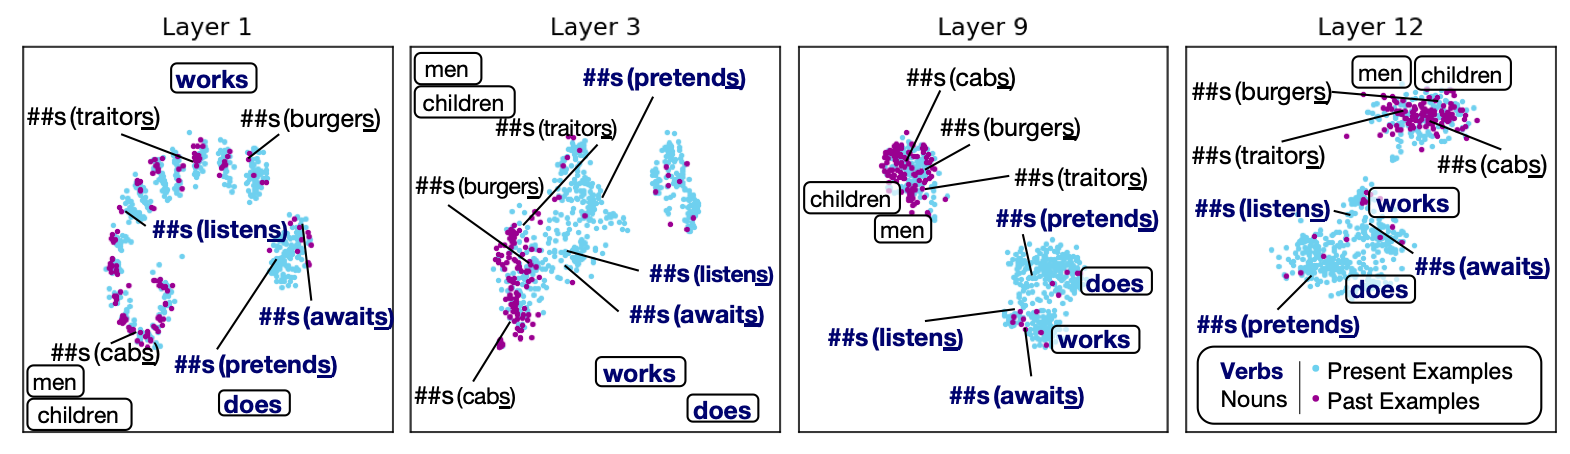 Layer 1
works
##s (traitors)
##s (burgers)
##s (listens)
##s (awaits)
##s (cabs)
##s (pretends)
men
does
children
Layer 3
men
##s (pretends)
children
##s (traitors)
##s (burgers)
##s (listens)
##s (awaits)
works
##s (cabs)
does
Layer 9
##s (cabs)
##s (burgers)
##s (traitors)
children
##s (pretends)
men
does
##s (listens)
works
##s (awaits)
Layer 12
men children
##s (burgers)
##s (traitors)
##s (cabs)
##s (listens)
works
##s (awaits)
does
##s (pretends)
Verbs Present Examples
Nouns Past Examples